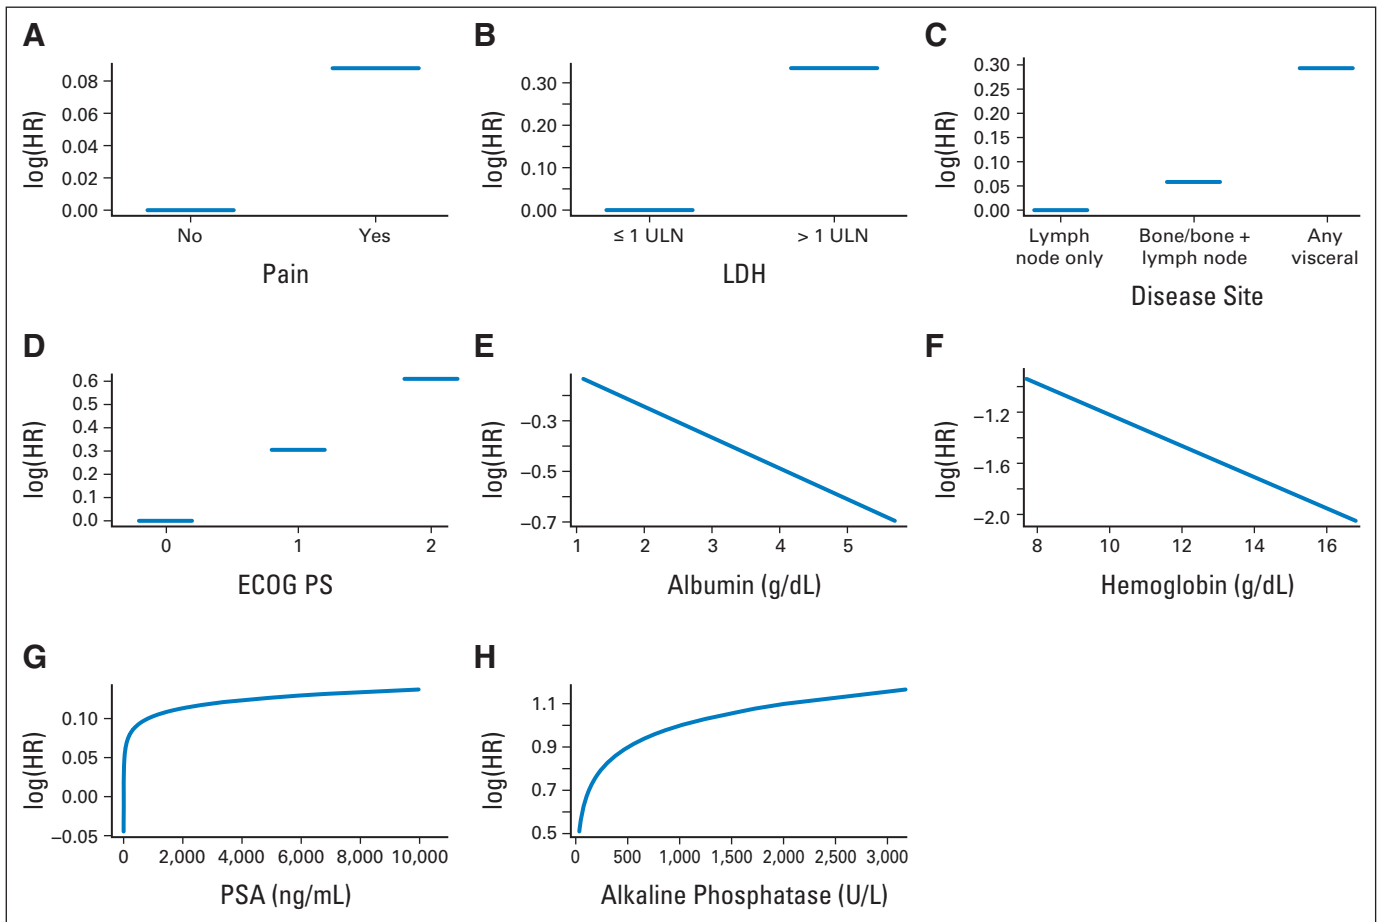 A
log(HR)
0.08
0.06
0.04
0.02
0.00
No
Yes
Pain
B
log(HR)
0.30
0.20
0.10
0.00
≤ 1 ULN
> 1 ULN
LDH
C
log(HR)
0.30
0.25
0.20
0.15
0.10
0.05
0.00
Lymph
node only
Bone/bone +
lymph node
Any
visceral
Disease Site
D
log(HR)
0.6
0.5
0.4
0.3
0.2
0.1
0.0
0
1
2
ECOG PS
E
log(HR)
−0.3
−0.5
−0.7
1
2
3
4
5
Albumin (g/dL)
F
log(HR)
−1.2
−1.6
−2.0
8
10
12
14
16
Hemoglobin (g/dL)
G
log(HR)
0.10
0.05
0.00
−0.05
0
2,000
4,000
6,000
8,000
10,000
PSA (ng/mL)
H
log(HR)
1.1
0.9
0.7
0.5
0
500
1,000
1,500
2,000
2,500
3,000
Alkaline Phosphatase (U/L)